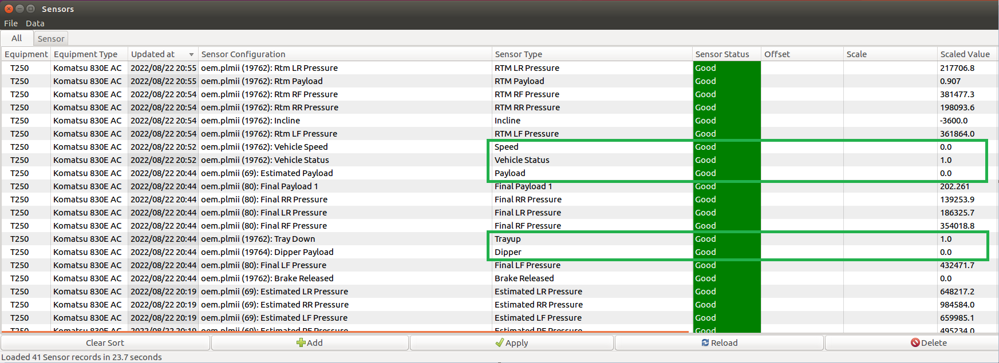 Sensors
File Data
All Sensor
Equipment Equipment Type Updated at Sensor Configuration Sensor Type Sensor Status Offset Scale Scaled Value
T250 Komatsu 830E AC 2022/08/22 20:55 oem.plmii (19762): Rtm LR Pressure RTM LR Pressure Good 217706.8
T250 Komatsu 830E AC 2022/08/22 20:55 oem.plmii (19762): Rtm Payload RTM Payload Good 0.907
T250 Komatsu 830E AC 2022/08/22 20:54 oem.plmii (19762): Rtm RF Pressure RTM RF Pressure Good 381477.3
T250 Komatsu 830E AC 2022/08/22 20:54 oem.plmii (19762): Rtm RR Pressure RTM RR Pressure Good 198093.6
T250 Komatsu 830E AC 2022/08/22 20:54 oem.plmii (19762): Incline Incline Good -3600.0
T250 Komatsu 830E AC 2022/08/22 20:54 oem.plmii (19762): Rtm LF Pressure RTM LF Pressure Good 361864.0
T250 Komatsu 830E AC 2022/08/22 20:52 oem.plmii (19762): Vehicle Speed Speed Good 0.0
T250 Komatsu 830E AC 2022/08/22 20:52 oem.plmii (19762): Vehicle Status Vehicle Status Good 1.0
T250 Komatsu 830E AC 2022/08/22 20:44 oem.plmii (69): Estimated Payload Payload Good 0.0
T250 Komatsu 830E AC 2022/08/22 20:44 oem.plmii (80): Final Payload 1 Final Payload 1 Good 202.261
T250 Komatsu 830E AC 2022/08/22 20:44 oem.plmii (80): Final RR Pressure Final RR Pressure Good 139253.9
T250 Komatsu 830E AC 2022/08/22 20:44 oem.plmii (80): Final LR Pressure Final LR Pressure Good 186325.7
T250 Komatsu 830E AC 2022/08/22 20:44 oem.plmii (80): Final RF Pressure Final RF Pressure Good 354018.8
T250 Komatsu 830E AC 2022/08/22 20:44 oem.plmii (19762): Tray Down Trayup Good 1.0
T250 Komatsu 830E AC 2022/08/22 20:44 oem.plmii (19764): Dipper Payload Dipper Good 0.0
T250 Komatsu 830E AC 2022/08/22 20:44 oem.plmii (80): Final LF Pressure Final LF Pressure Good 432471.7
T250 Komatsu 830E AC 2022/08/22 20:44 oem.plmii (19762): Brake Released Brake Released Good 0.0
T250 Komatsu 830E AC 2022/08/22 20:19 oem.plmii (69): Estimated LR Pressure Estimated LR Pressure Good 648217.2
T250 Komatsu 830E AC 2022/08/22 20:19 oem.plmii (69): Estimated RR Pressure Estimated RR Pressure Good 984584.0
T250 Komatsu 830E AC 2022/08/22 20:19 oem.plmii (69): Estimated LF Pressure Estimated LF Pressure Good 659985.1
T250 Komatsu 830E AC 2022/08/22 20:19 oem.plmii (69): Estimated RF Pressure Estimated RF Pressure Good 495234.0
Clear Sort Add Apply Reload Delete
Loaded 41 Sensor records in 23.7 seconds